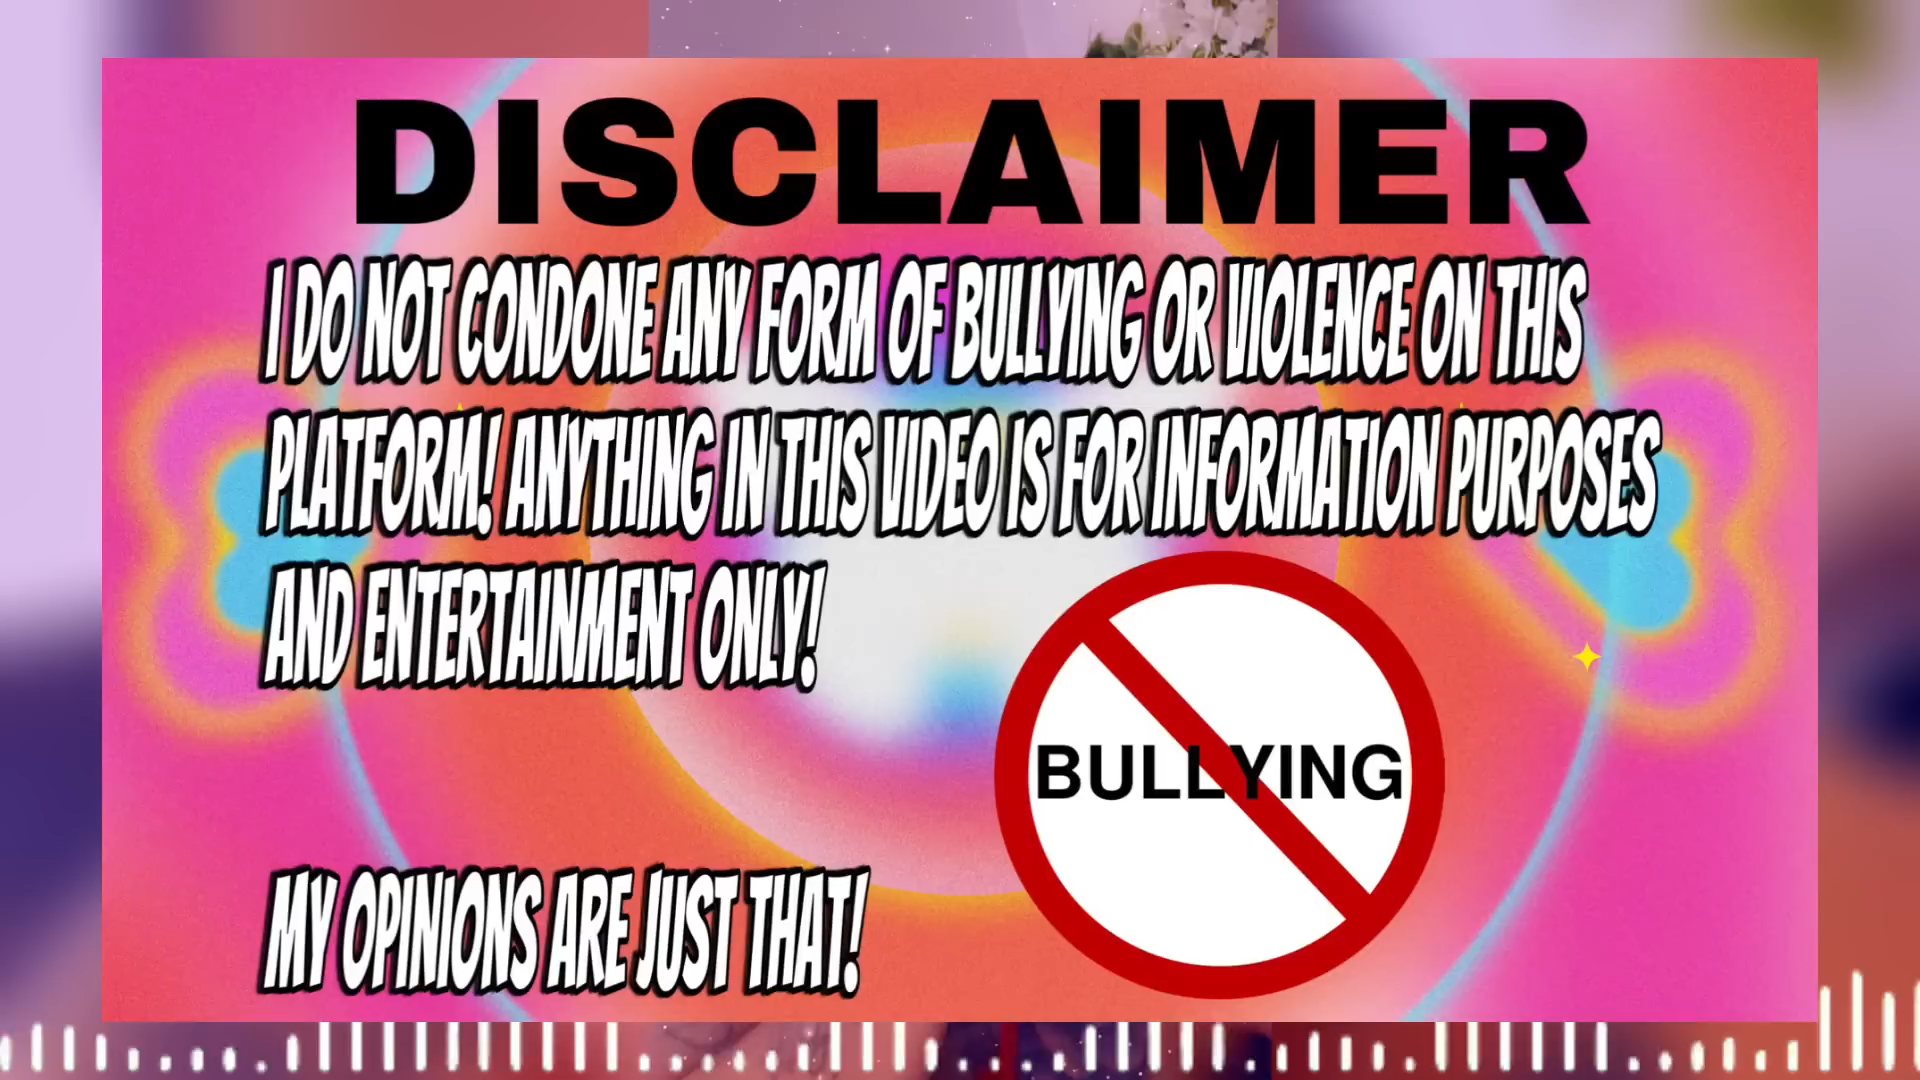 DISCLAIMER
I DO NOT CONDONE ANY FORM OF BULLYING OR VIOLENCE ON THIS
PLATFORM! ANYTHING IN THIS VIDEO IS FOR INFORMATION PURPOSES
AND ENTERTAINMENT ONLY!
BULLYING
MY OPINIONS ARE JUST THAT!